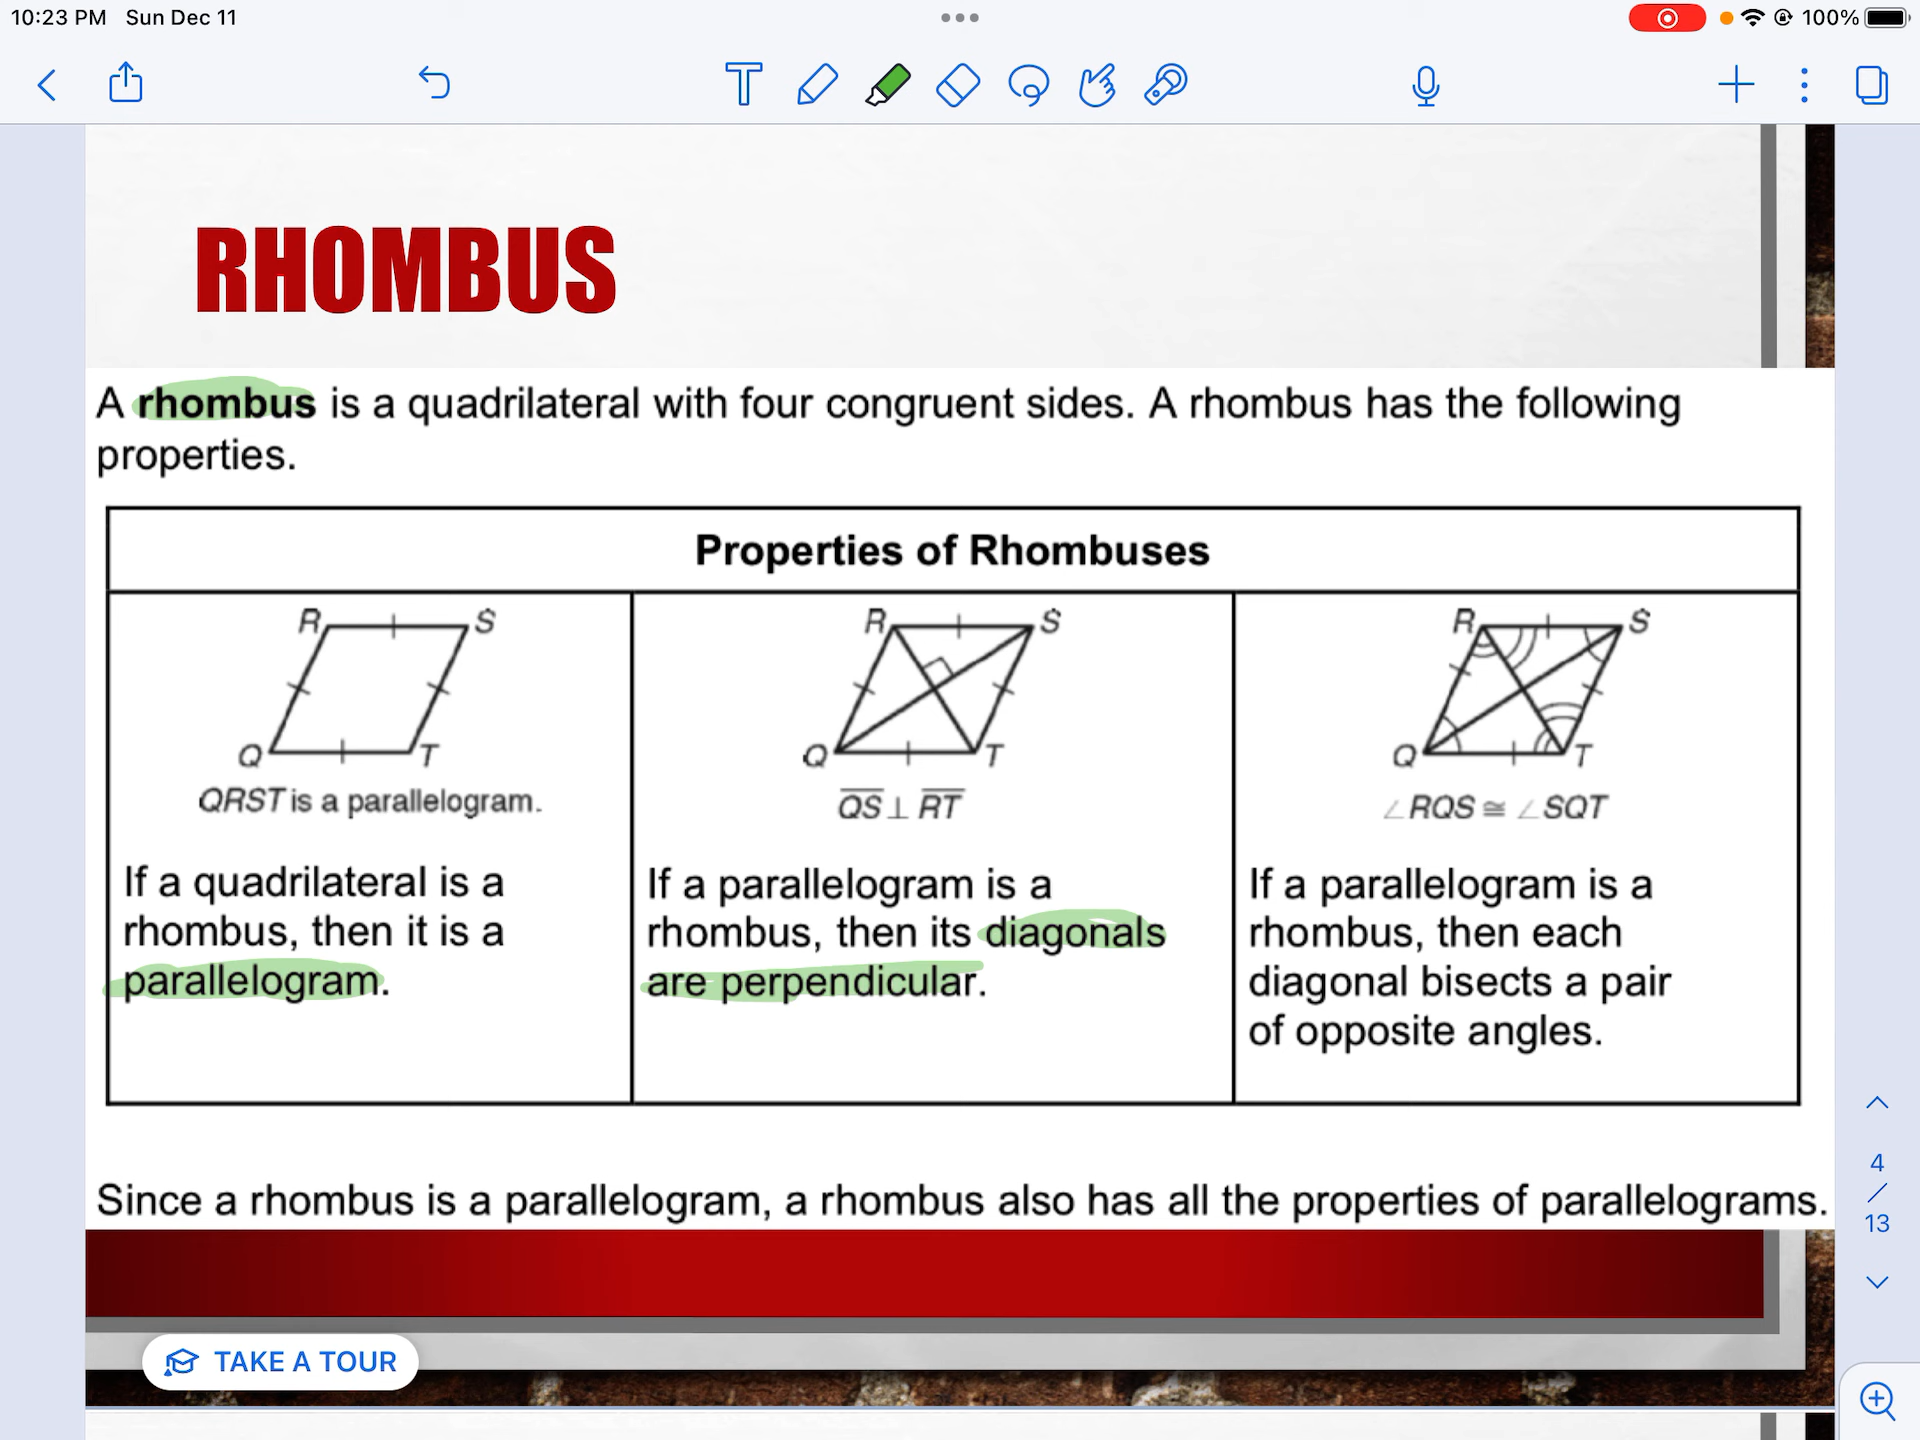 10:23 PM Sun Dec 11
100%
RHOMBUS
A rhombus is a quadrilateral with four congruent sides. A rhombus has the following
properties.
Properties of Rhombuses
R S
Q T
QRST is a parallelogram.
If a quadrilateral is a
rhombus, then it is a
parallelogram.
R S
Q T
QS ⊥ RT
If a parallelogram is a
rhombus, then its diagonals
are perpendicular.
R S
Q T
∠RQS ≅ ∠SQT
If a parallelogram is a
rhombus, then each
diagonal bisects a pair
of opposite angles.
Since a rhombus is a parallelogram, a rhombus also has all the properties of parallelograms.
4
/
13
TAKE A TOUR